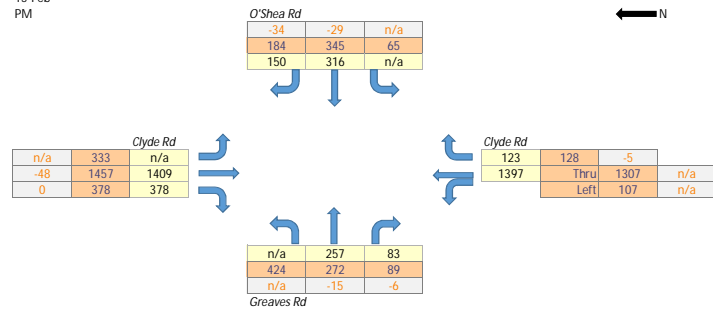 PM
N
O'Shea Rd
-34 -29 n/a
184 345 65
150 316 n/a
Clyde Rd
n/a 333 n/a
-48 1457 1409
0 378 378
Clyde Rd
123 128 -5
1397 Thru 1307 n/a
Left 107 n/a
n/a 257 83
424 272 89
n/a -15 -6
Greaves Rd